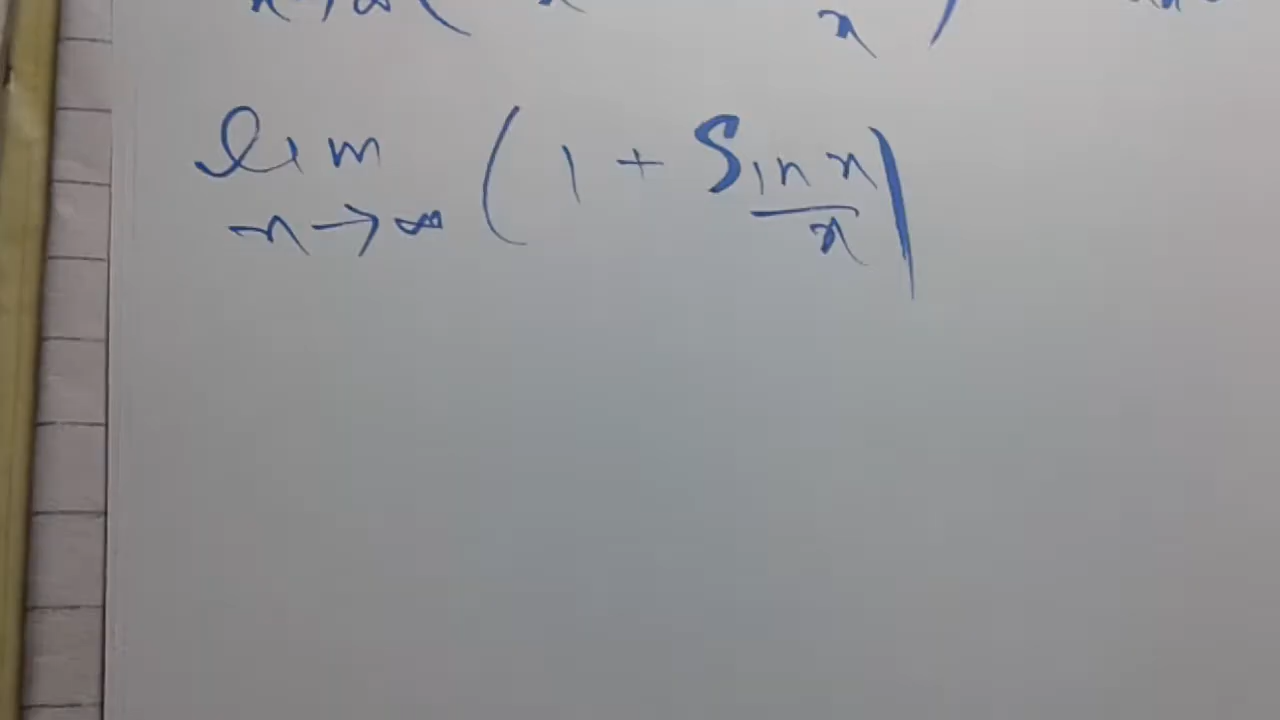 lim ( 1 + Sin x
x → ∞ x